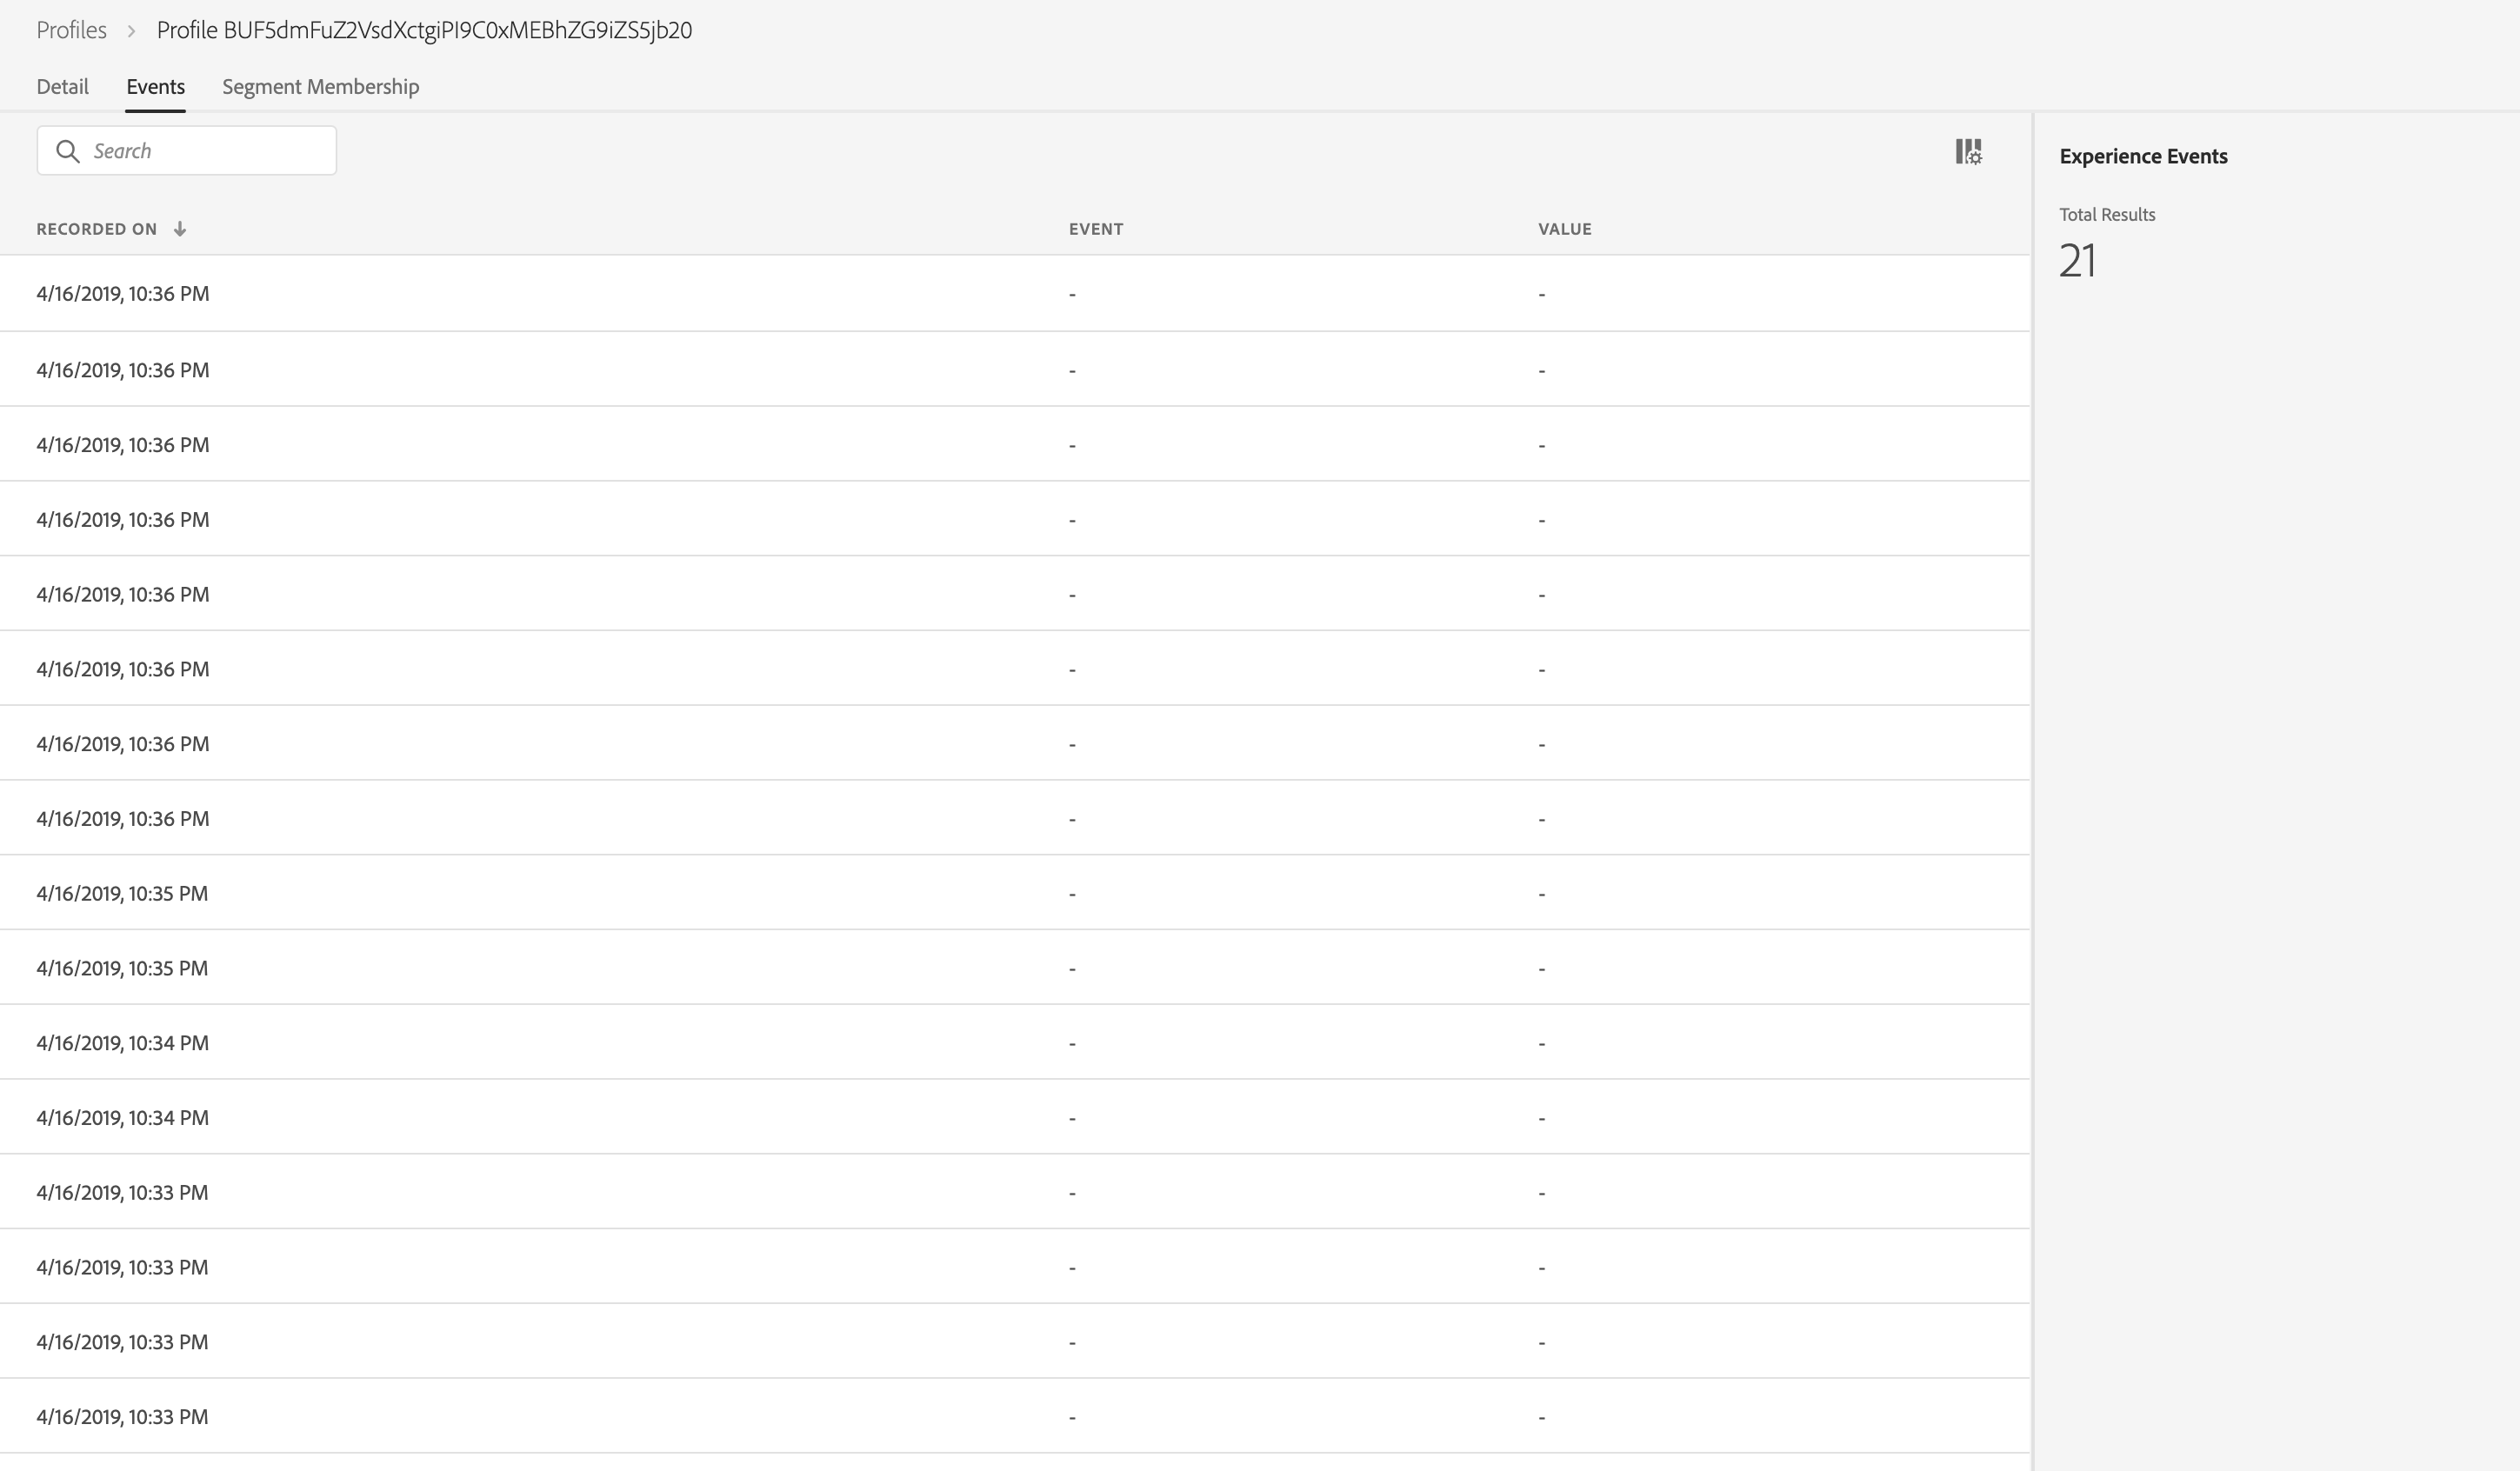 Profiles > Profile BUF5dmFuZ2VsdXctgiPI9C0xMEBhZG9iZS5jb20
Detail Events Segment Membership
Search
Experience Events
Total Results
21
RECORDED ON ↓ EVENT VALUE
4/16/2019, 10:36 PM - -
4/16/2019, 10:36 PM - -
4/16/2019, 10:36 PM - -
4/16/2019, 10:36 PM - -
4/16/2019, 10:36 PM - -
4/16/2019, 10:36 PM - -
4/16/2019, 10:36 PM - -
4/16/2019, 10:36 PM - -
4/16/2019, 10:35 PM - -
4/16/2019, 10:35 PM - -
4/16/2019, 10:34 PM - -
4/16/2019, 10:34 PM - -
4/16/2019, 10:33 PM - -
4/16/2019, 10:33 PM - -
4/16/2019, 10:33 PM - -
4/16/2019, 10:33 PM - -